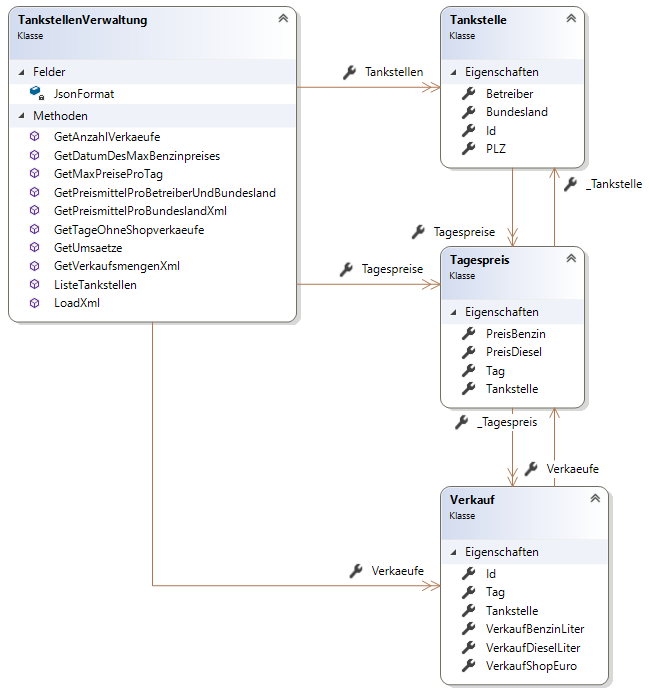 TankstellenVerwaltung
Klasse
Felder
JsonFormat
Methoden
GetAnzahlVerkaeufe
GetDatumDesMaxBenzinpreises
GetMaxPreiseProTag
GetPreismittelProBetreiberUndBundesland
GetPreismittelProBundeslandXml
GetTageOhneShopverkaeufe
GetUmsaetze
GetVerkaufsmengenXml
ListeTankstellen
LoadXml
Tankstellen
Tankstelle
Klasse
Eigenschaften
Betreiber
Bundesland
Id
PLZ
_Tankstelle
Tagespreise
Tagespreise
Tagespreis
Klasse
Eigenschaften
PreisBenzin
PreisDiesel
Tag
Tankstelle
_Tagespreis
Verkaeufe
Verkaeufe
Verkauf
Klasse
Eigenschaften
Id
Tag
Tankstelle
VerkaufBenzinLiter
VerkaufDieselLiter
VerkaufShopEuro